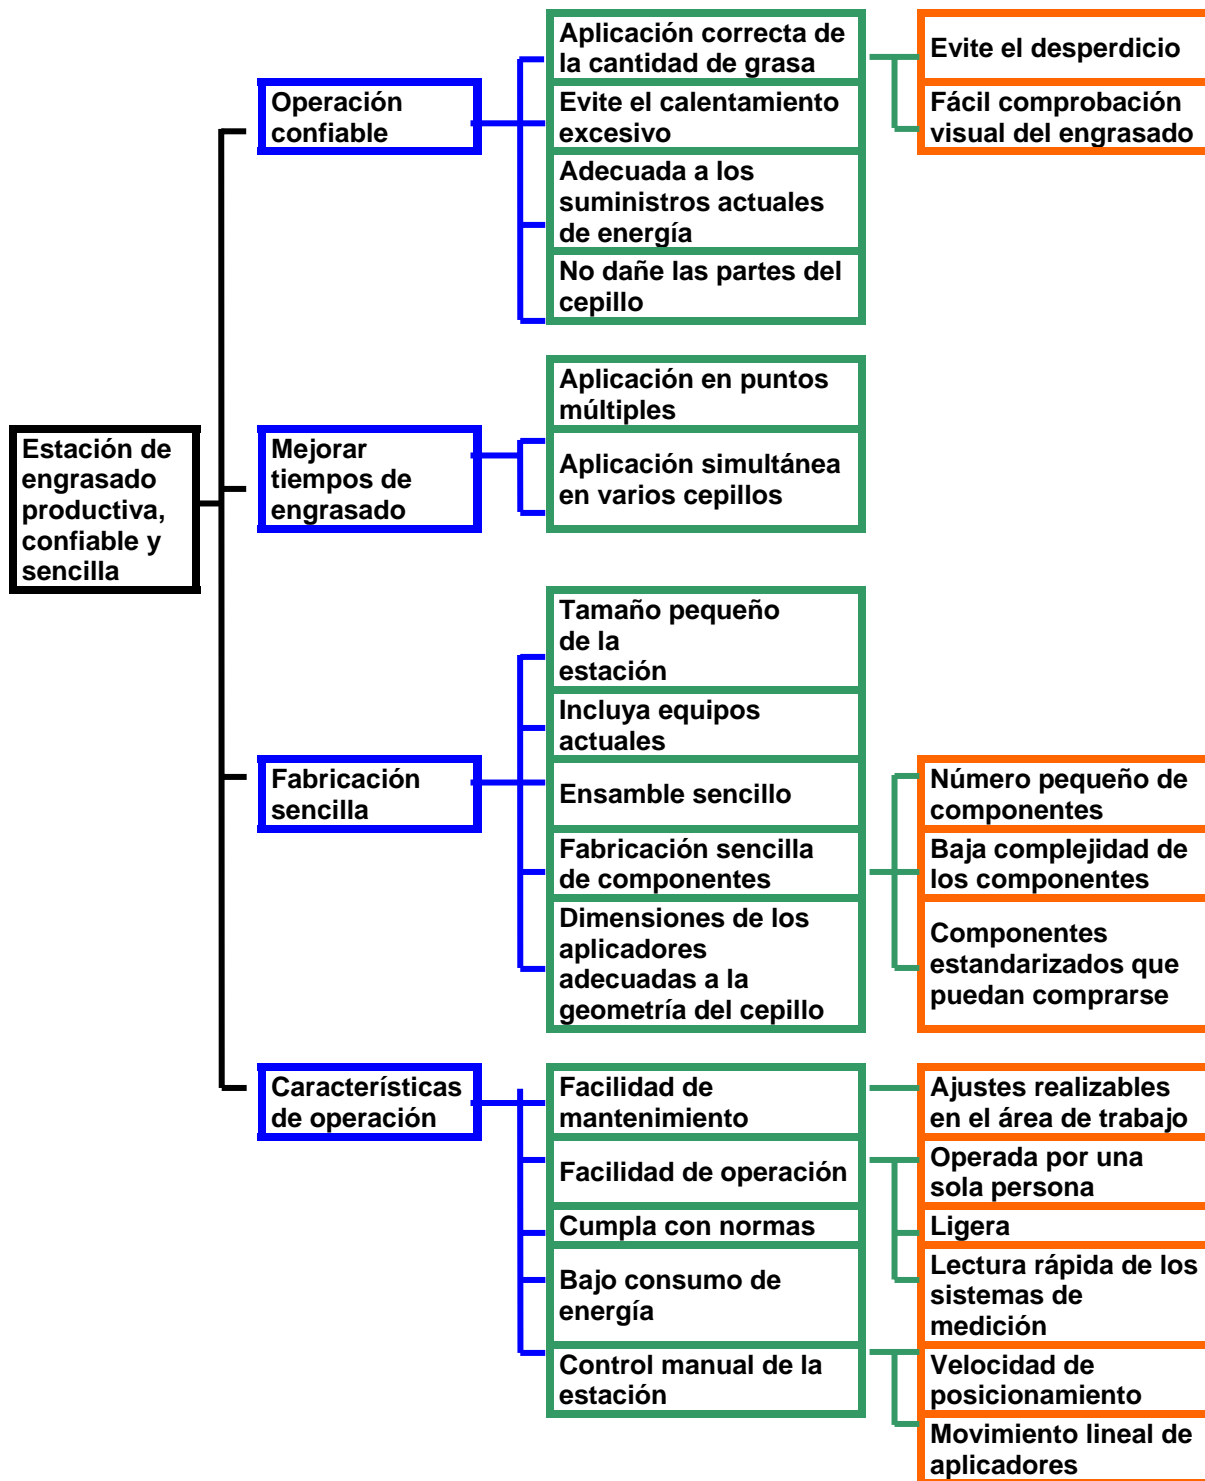 Estación de
engrasado
productiva,
confiable y
sencilla
Operación
confiable
Aplicación correcta de
la cantidad de grasa
Evite el desperdicio
Fácil comprobación
visual del engrasado
Evite el calentamiento
excesivo
Adecuada a los
suministros actuales
de energía
No dañe las partes del
cepillo
Mejorar
tiempos de
engrasado
Aplicación en puntos
múltiples
Aplicación simultánea
en varios cepillos
Fabricación
sencilla
Tamaño pequeño
de la
estación
Incluya equipos
actuales
Ensamble sencillo
Fabricación sencilla
de componentes
Número pequeño de
componentes
Baja complejidad de
los componentes
Componentes
estandarizados que
puedan comprarse
Dimensiones de los
aplicadores
adecuadas a la
geometría del cepillo
Características
de operación
Facilidad de
mantenimiento
Ajustes realizables
en el área de trabajo
Facilidad de operación
Operada por una
sola persona
Ligera
Lectura rápida de los
sistemas de
medición
Cumpla con normas
Bajo consumo de
energía
Control manual de la
estación
Velocidad de
posicionamiento
Movimiento lineal de
aplicadores